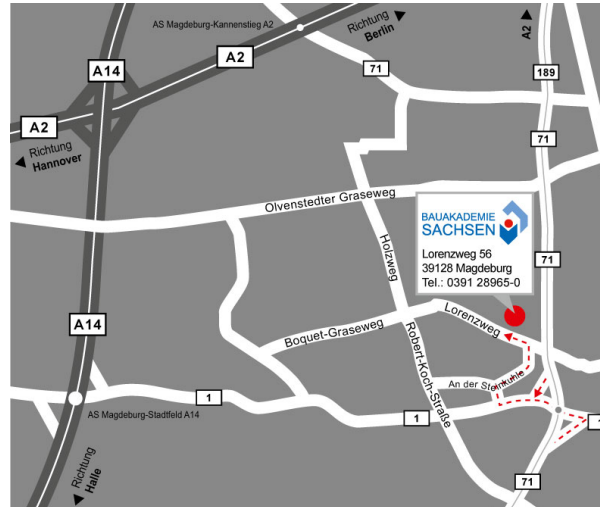 AS Magdeburg-Kannenstieg A2
Richtung
Berlin
A2
A14
A2
71
189
A2
71
Richtung
Hannover
Olvenstedter Graseweg
BAUAKADEMIE
SACHSEN
Lorenzweg 56
39128 Magdeburg
Tel.: 0391 28965-0
Holzweg
71
A14
Boquet-Graseweg
Lorenzweg
Robert-Koch-Straße
An der Steinkuhle
1
AS Magdeburg-Stadtfeld A14
1
1
71
Richtung
Halle